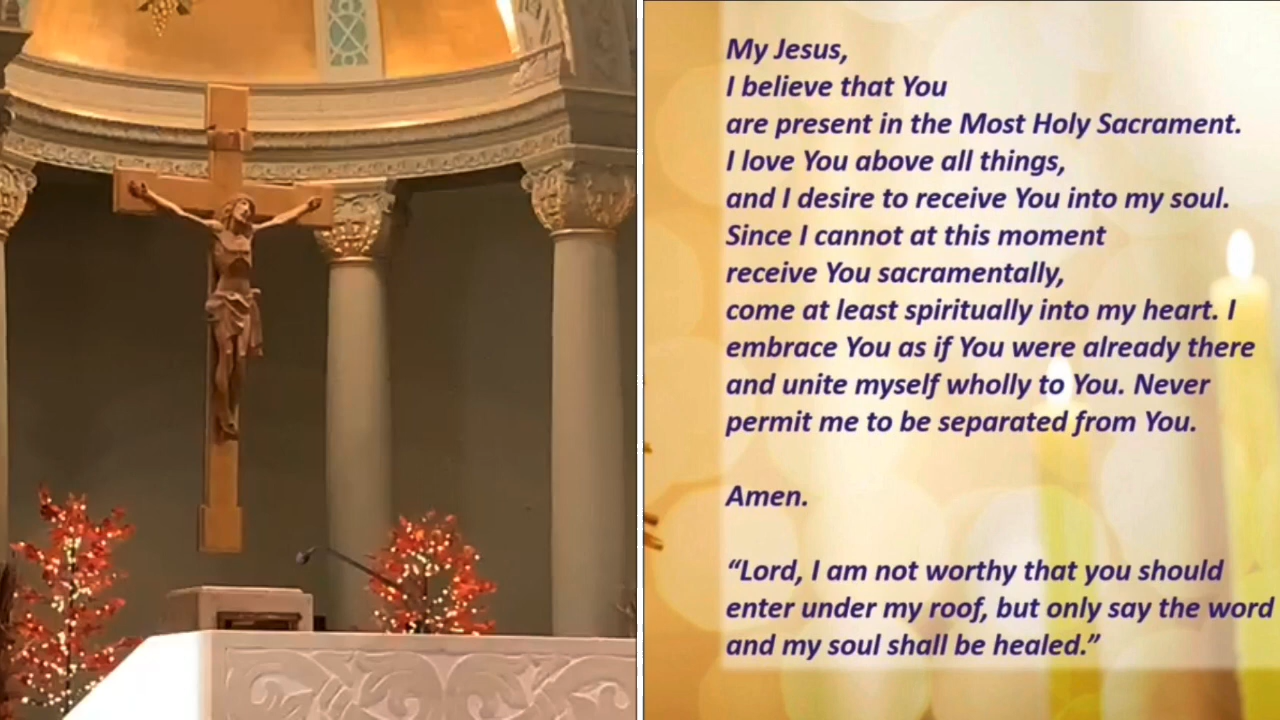 My Jesus,
I believe that You
are present in the Most Holy Sacrament.
I love You above all things,
and I desire to receive You into my soul.
Since I cannot at this moment
receive You sacramentally,
come at least spiritually into my heart. I
embrace You as if You were already there
and unite myself wholly to You. Never
permit me to be separated from You.
Amen.
“Lord, I am not worthy that you should
enter under my roof, but only say the word
and my soul shall be healed.”